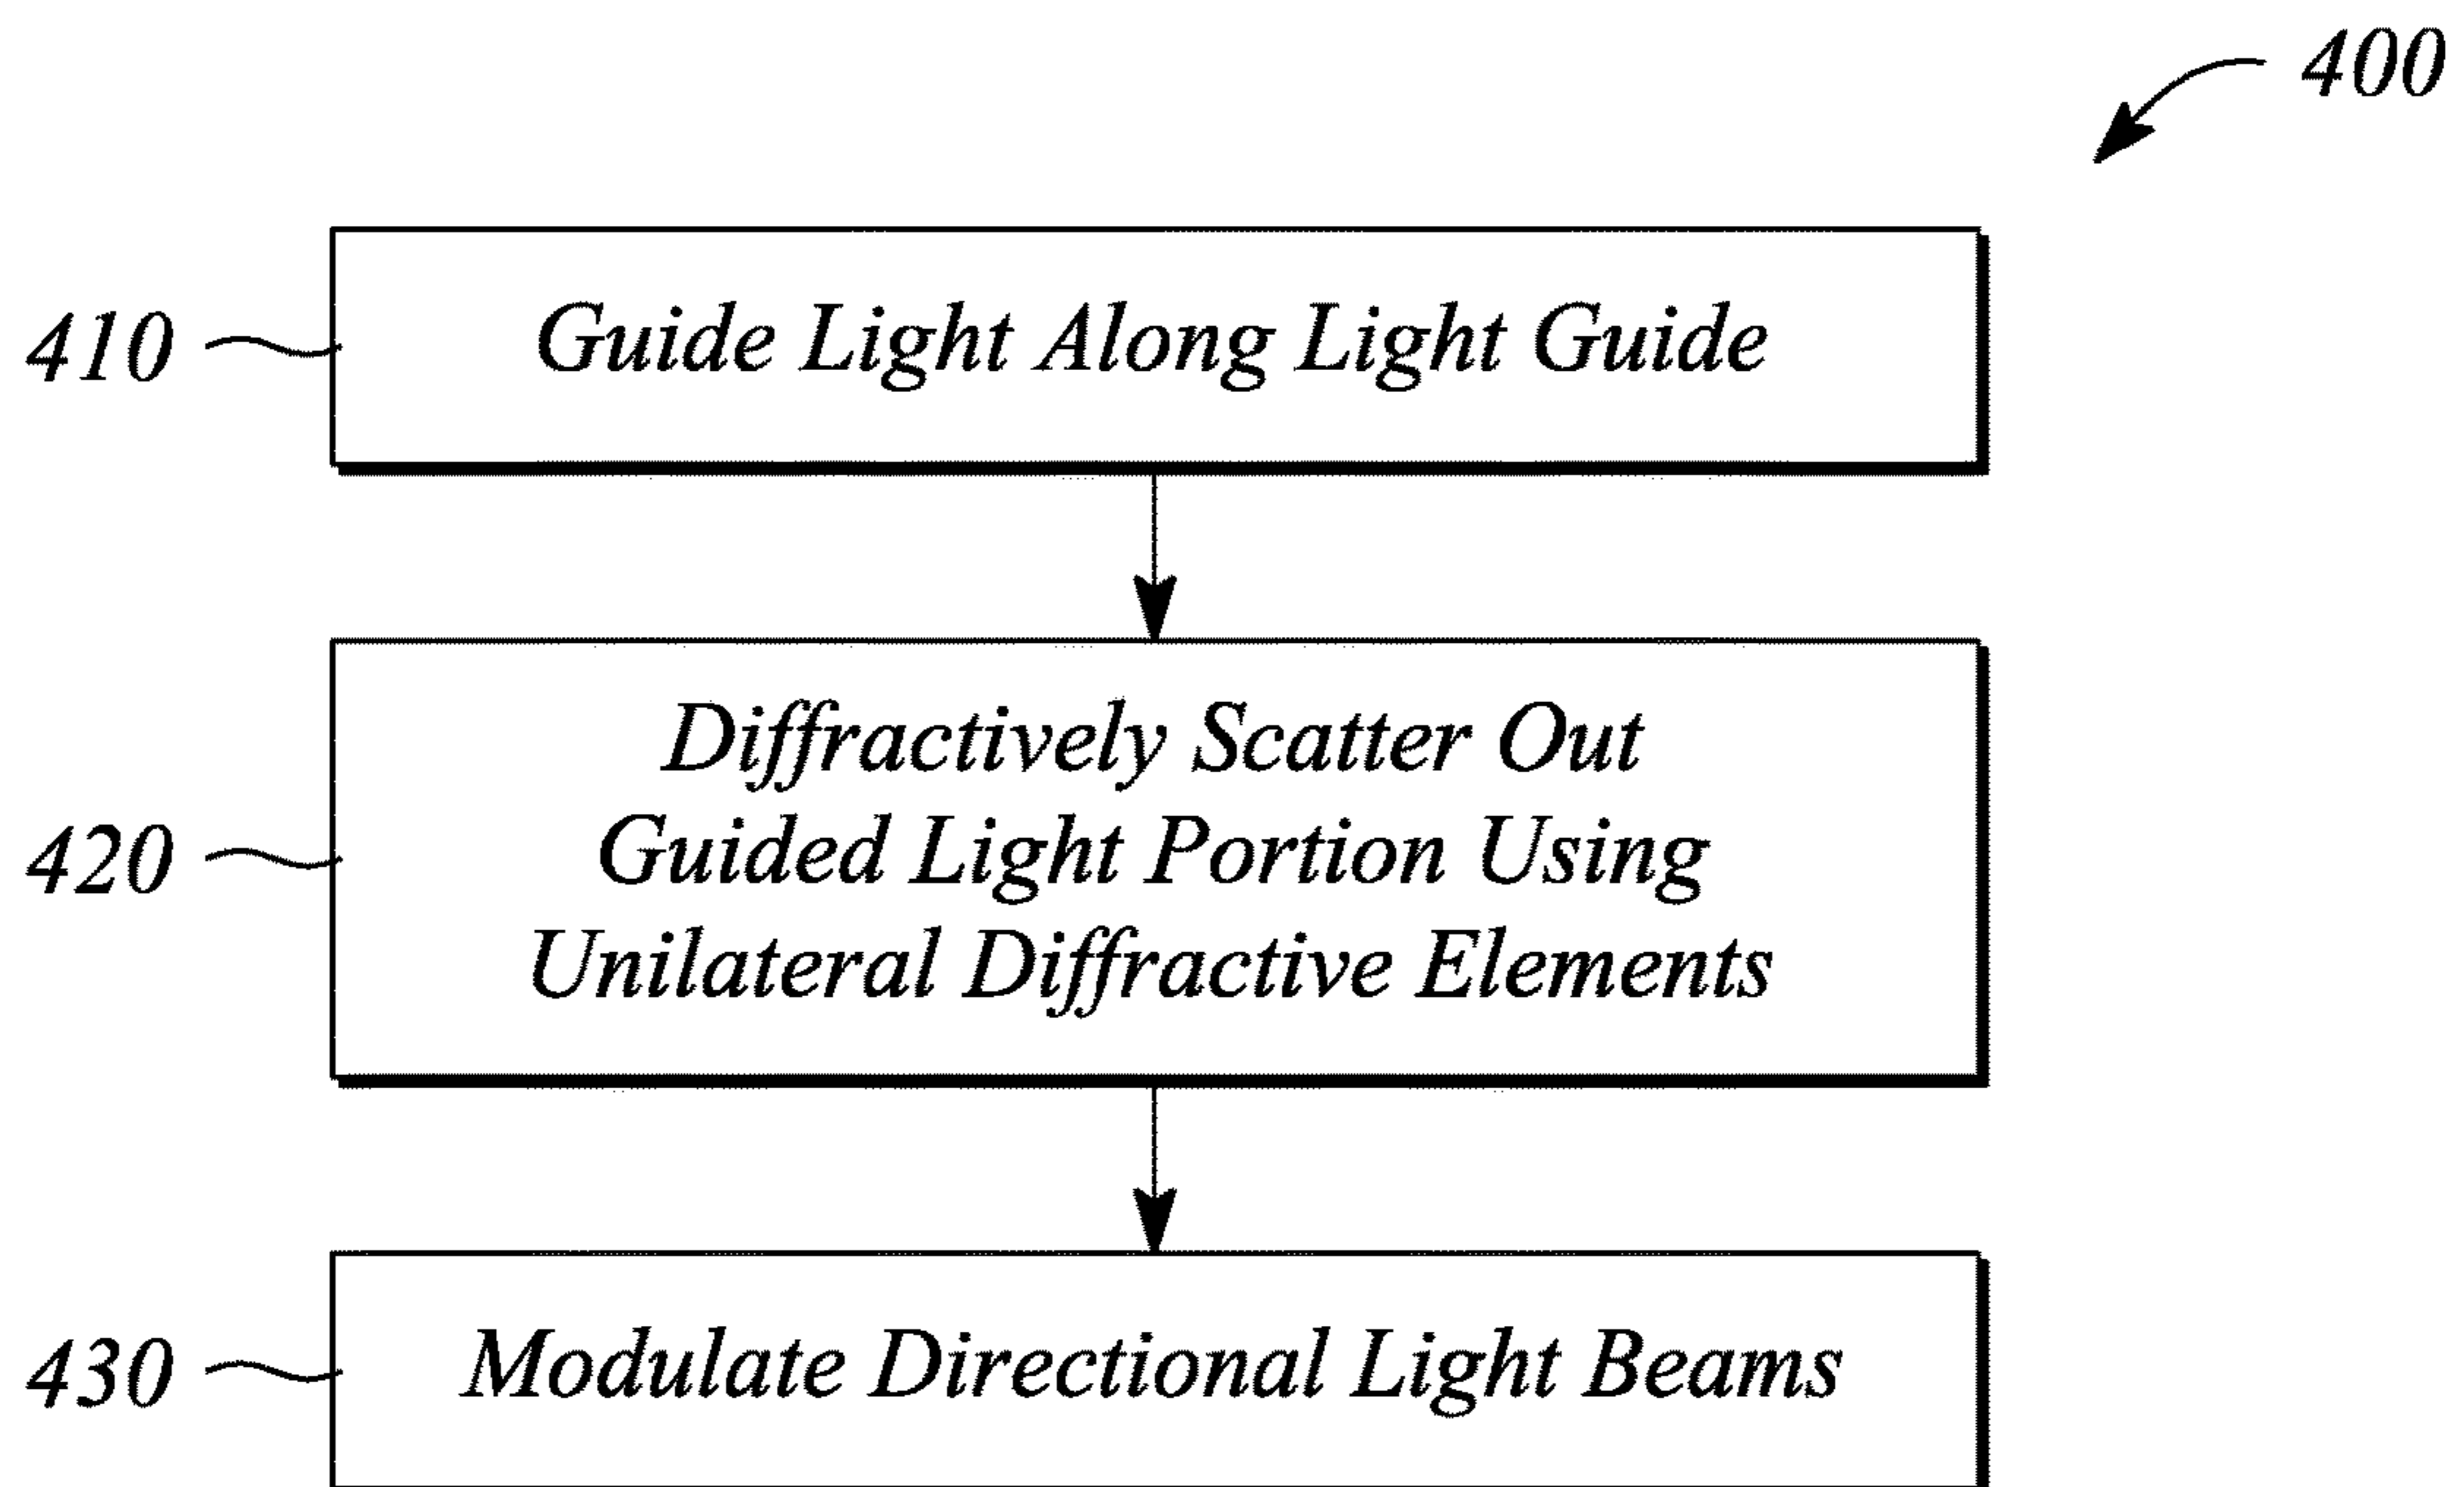 400
410
Guide Light Along Light Guide
420
Diffractively Scatter Out
Guided Light Portion Using
Unilateral Diffractive Elements
430
Modulate Directional Light Beams